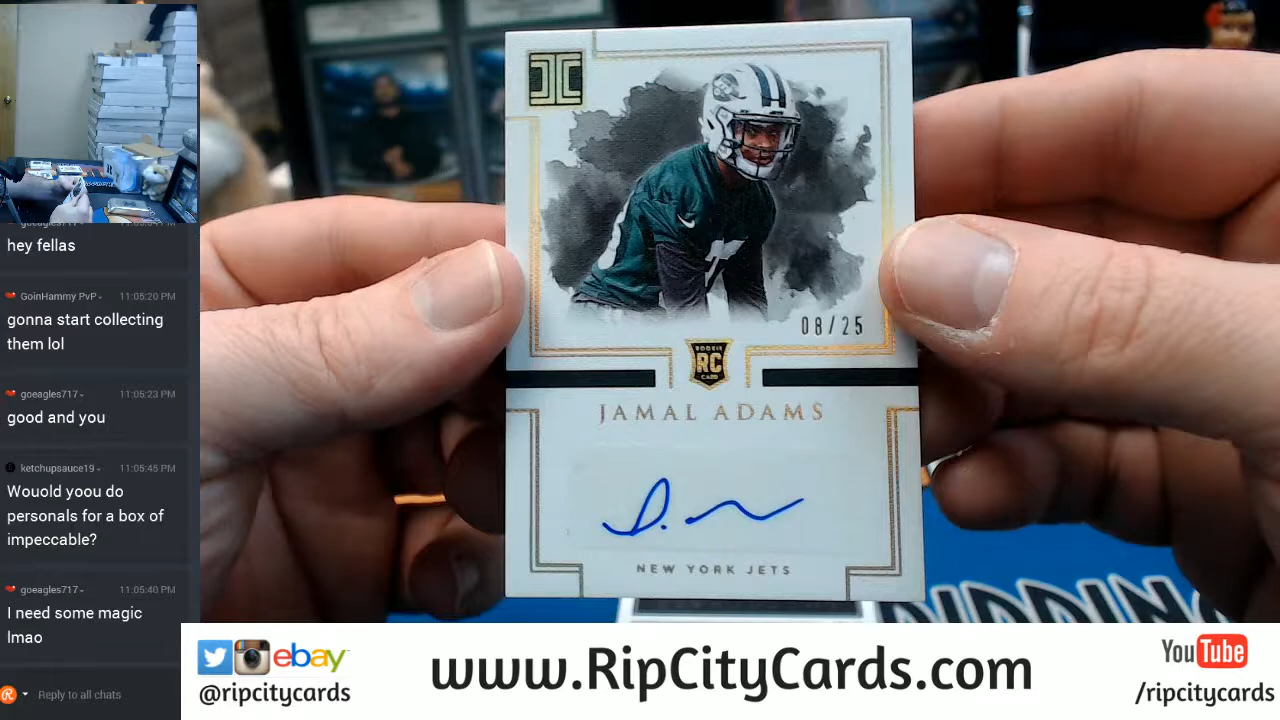 hey fellas
GoinHammy PvP 11:05:20 PM
gonna start collecting
them lol
goeagles717 11:05:23 PM
good and you
ketchupsauce19 11:05:45 PM
Wouold yoou do
personals for a box of
impeccable?
goeagles717 11:05:40 PM
I need some magic
lmao
Reply to all chats
08/25
ROOKIE
RC
CARD
JAMAL ADAMS
J. A
NEW YORK JETS
ebay
@ripcitycards
www.RipCityCards.com
YouTube
/ripcitycards